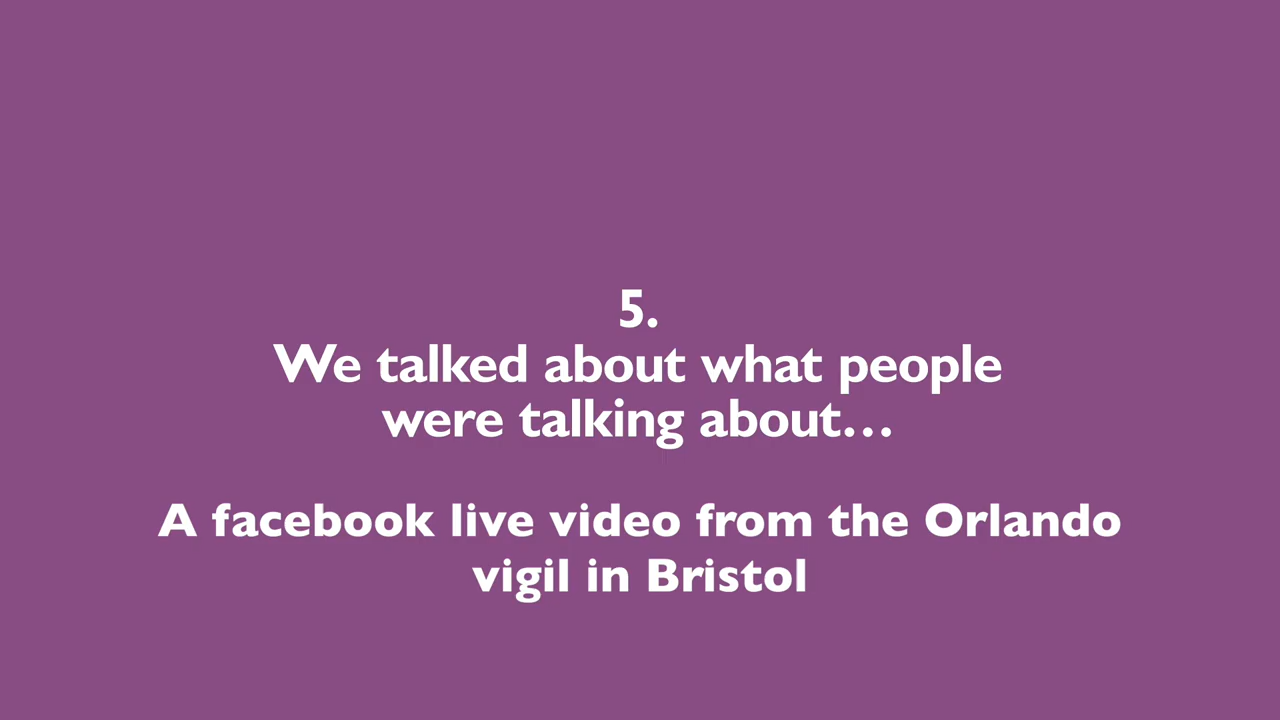 5.
We talked about what people
were talking about…
A facebook live video from the Orlando
vigil in Bristol